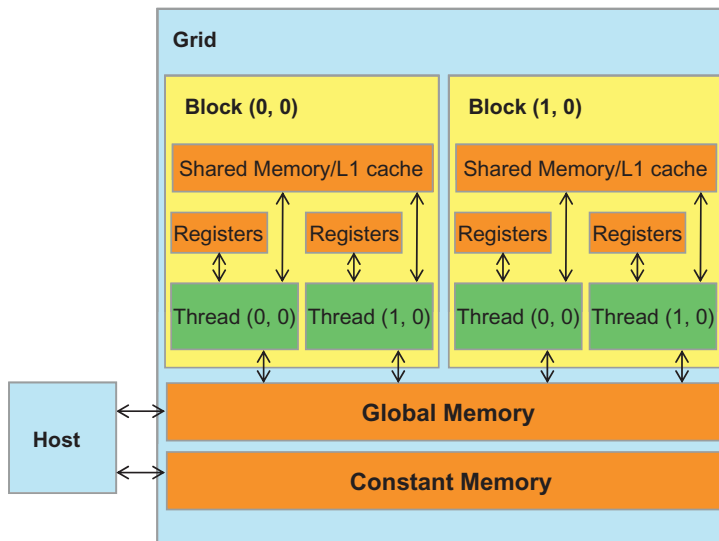 Grid
Block (0, 0)
Block (1, 0)
Shared Memory/L1 cache
Shared Memory/L1 cache
Registers
Registers
Registers
Registers
Thread (0, 0)
Thread (1, 0)
Thread (0, 0)
Thread (1, 0)
Host
Global Memory
Constant Memory